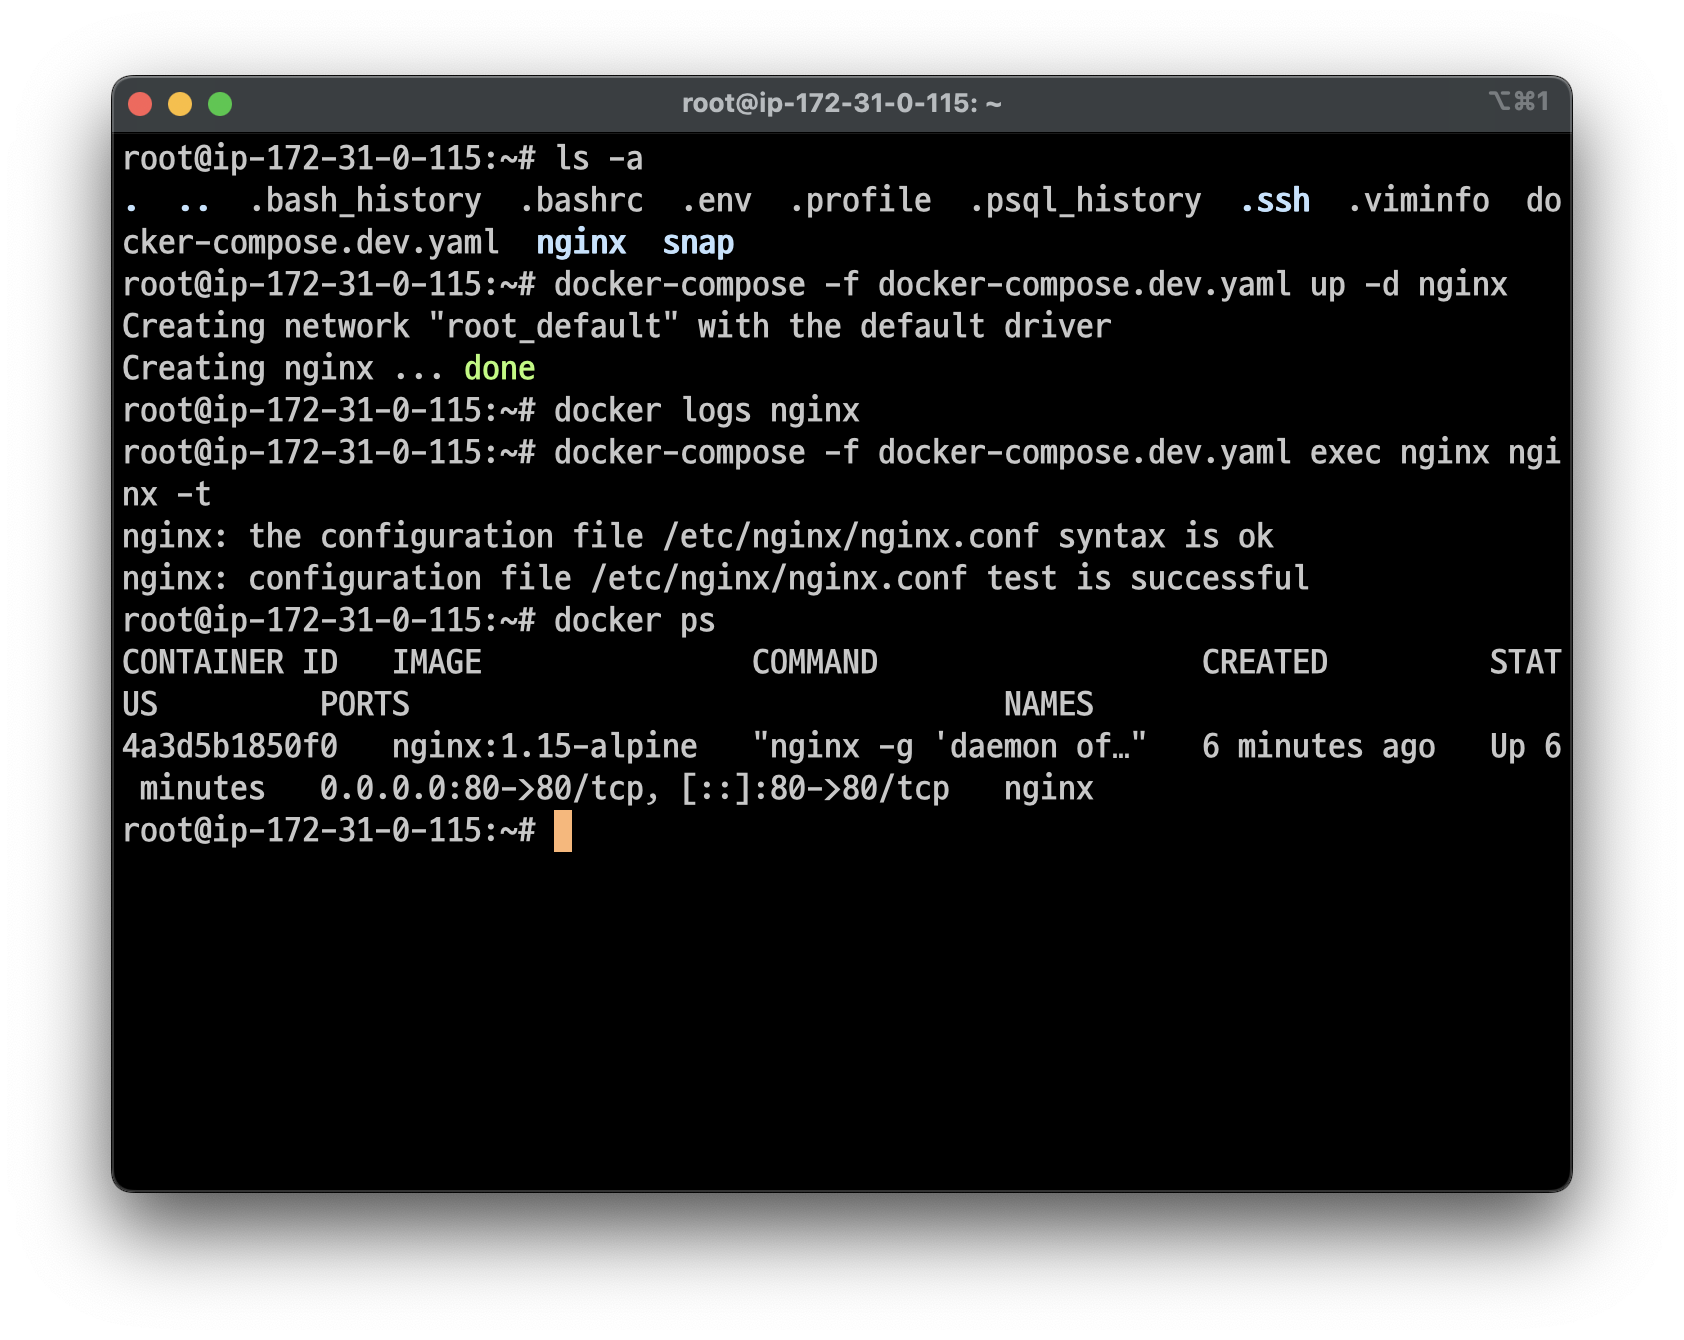 root@ip-172-31-0-115: ~
⌥⌘1
root@ip-172-31-0-115:~# ls -a
.  ..  .bash_history  .bashrc  .env  .profile  .psql_history  .ssh  .viminfo  do
cker-compose.dev.yaml  nginx  snap
root@ip-172-31-0-115:~# docker-compose -f docker-compose.dev.yaml up -d nginx
Creating network "root_default" with the default driver
Creating nginx ... done
root@ip-172-31-0-115:~# docker logs nginx
root@ip-172-31-0-115:~# docker-compose -f docker-compose.dev.yaml exec nginx ngi
nx -t
nginx: the configuration file /etc/nginx/nginx.conf syntax is ok
nginx: configuration file /etc/nginx/nginx.conf test is successful
root@ip-172-31-0-115:~# docker ps
CONTAINER ID   IMAGE               COMMAND                  CREATED         STAT
US         PORTS                                 NAMES
4a3d5b1850f0   nginx:1.15-alpine   "nginx -g 'daemon of…"   6 minutes ago   Up 6
 minutes   0.0.0.0:80->80/tcp, [::]:80->80/tcp   nginx
root@ip-172-31-0-115:~#